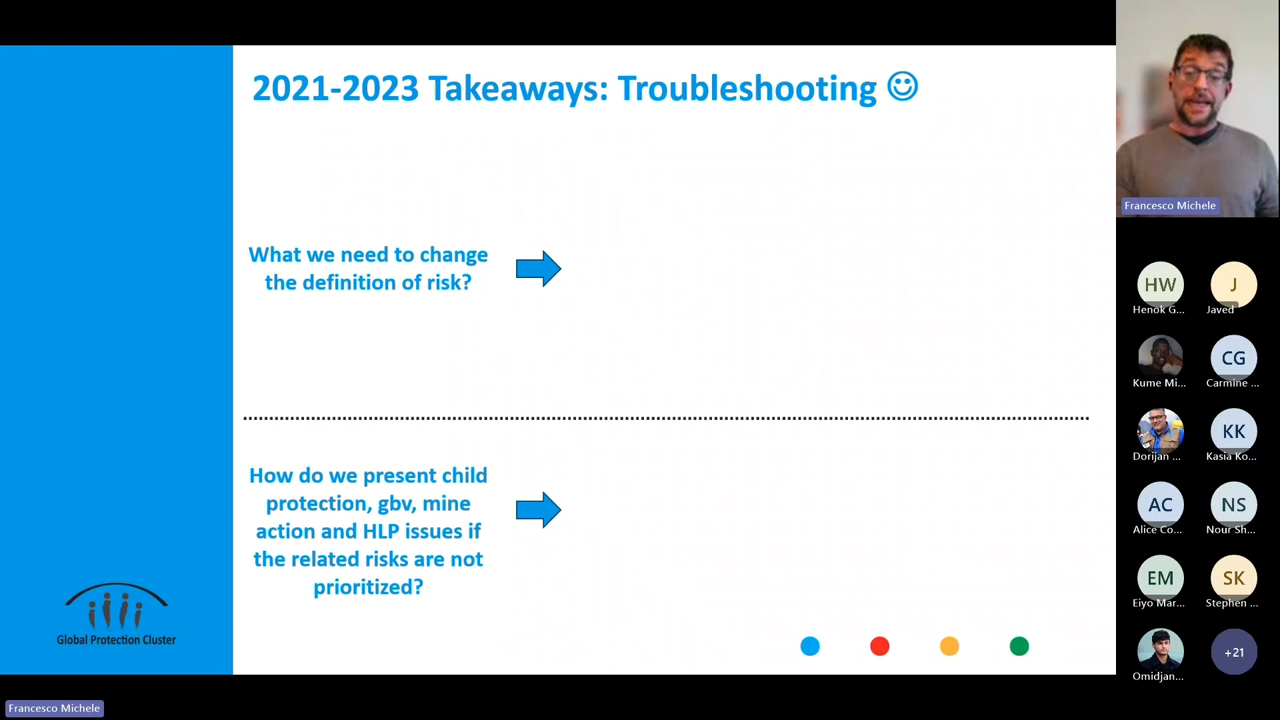 2021-2023 Takeaways: Troubleshooting ☺
What we need to change
the definition of risk?
How do we present child
protection, gbv, mine
action and HLP issues if
the related risks are not
prioritized?
Global Protection Cluster
Francesco Michele
HW
Henok G...
J
Javed
Kume Mi...
CG
Carmine ...
Dorijan ...
KK
Kasia Ko...
AC
Alice Co...
NS
Nour Sh...
EM
Eiyo Mar...
SK
Stephen ...
Omidjan...
+21
Francesco Michele